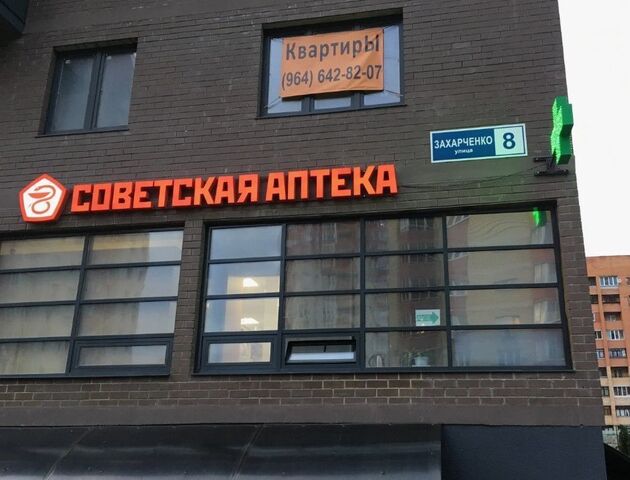 Квартиры
(964) 642-82-07
ЗАХАРЧЕНКО 8
улица
СОВЕТСКАЯ АПТЕКА